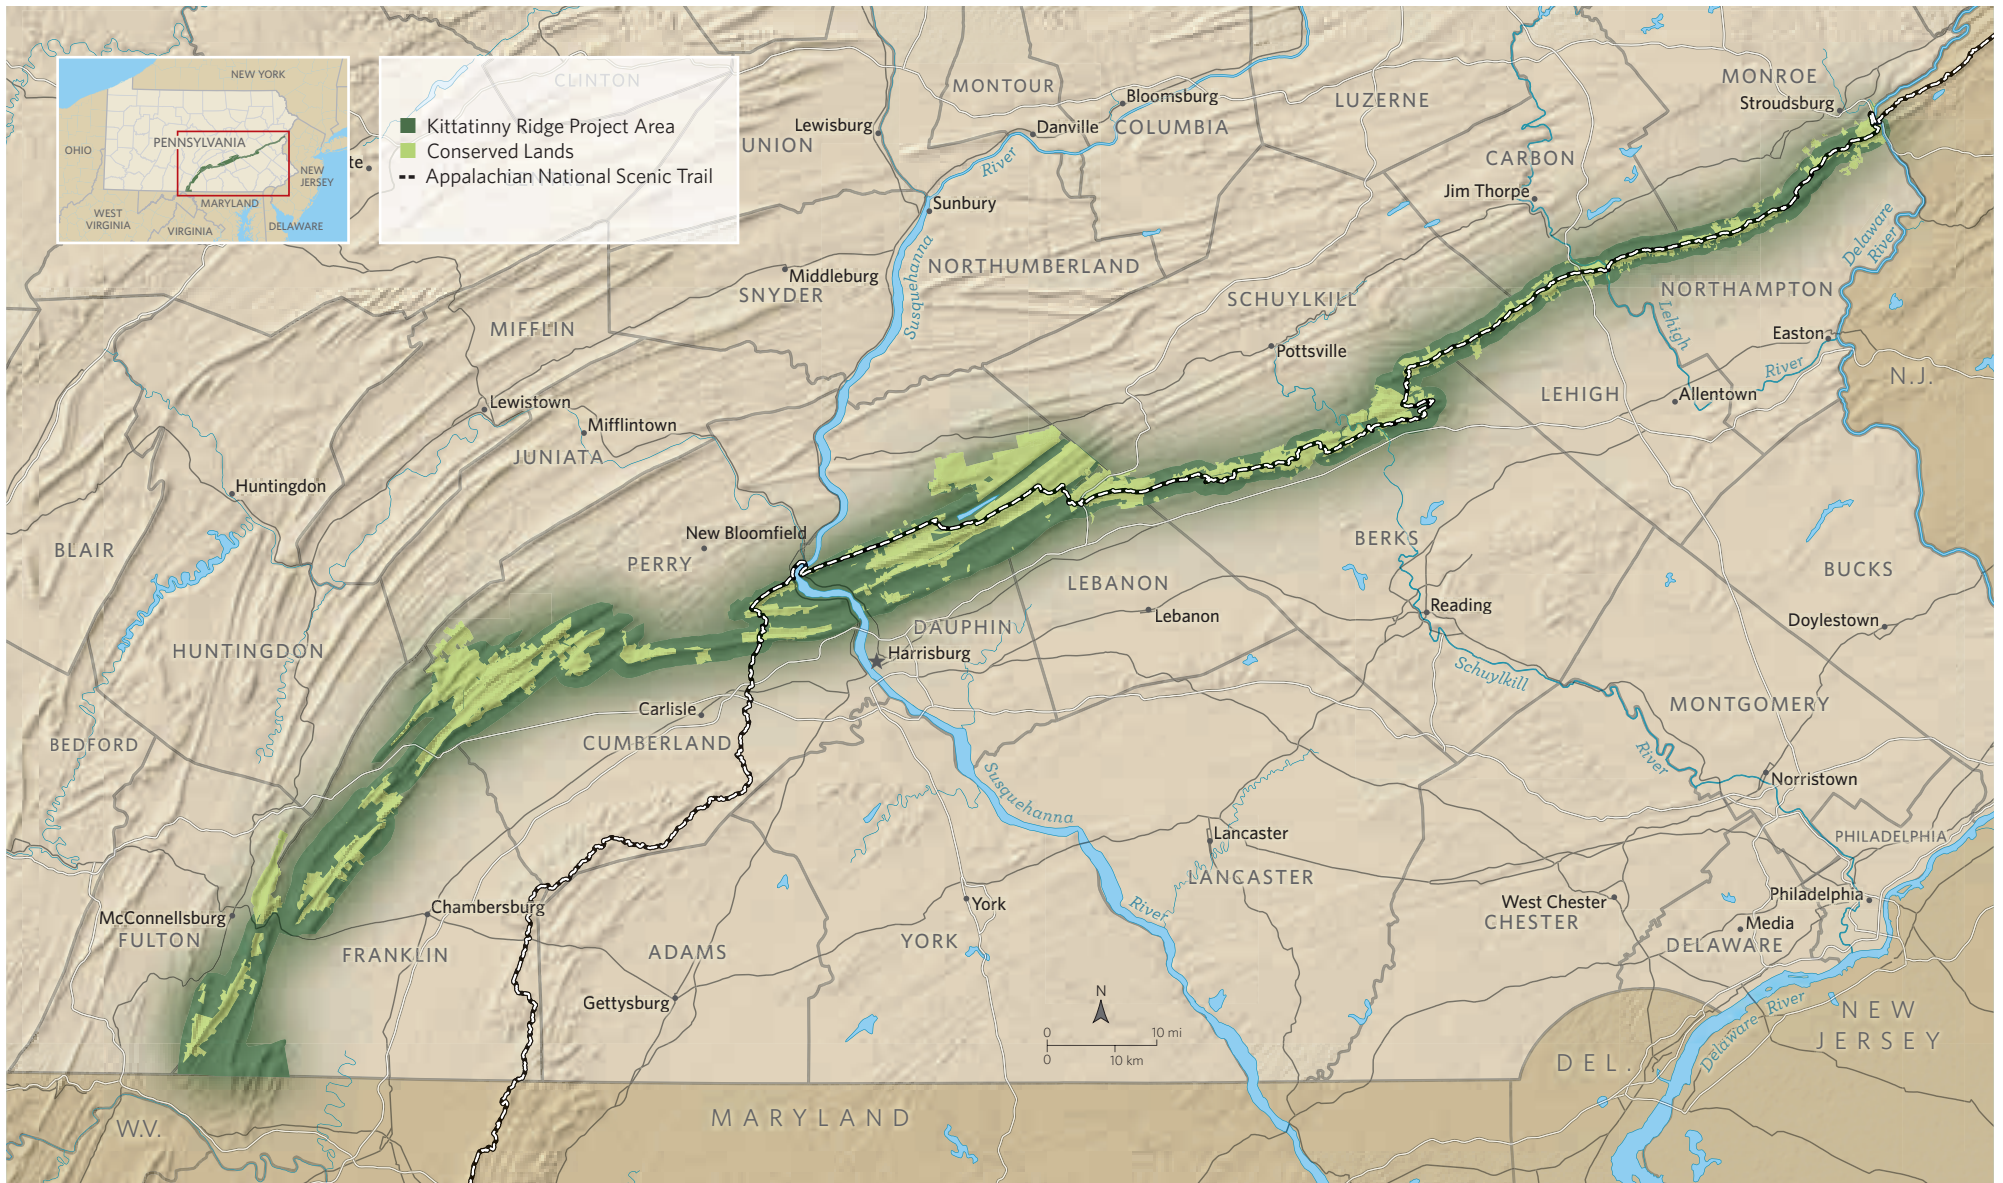 NEW YORK
PENNSYLVANIA
OHIO
NEW
JERSEY
MARYLAND
WEST
VIRGINIA
VIRGINIA
DELAWARE
CLINTON
Kittatinny Ridge Project Area
Conserved Lands
Appalachian National Scenic Trail
te
UNION
Lewisburg
MONTOUR
Danville
Bloomsburg
COLUMBIA
River
LUZERNE
CARBON
Jim Thorpe
MONROE
Stroudsburg
Delaware
River
Sunbury
Susquehanna
NORTHUMBERLAND
Middleburg
SNYDER
MIFFLIN
SCHUYLKILL
Pottsville
NORTHAMPTON
Lehigh
Easton
River
N.J.
LEHIGH
Allentown
Lewistown
Mifflintown
JUNIATA
Huntingdon
BLAIR
New Bloomfield
PERRY
BERKS
LEBANON
Lebanon
Reading
BUCKS
Doylestown
HUNTINGDON
DAUPHIN
Harrisburg
Schuylkill
River
MONTGOMERY
Carlisle
CUMBERLAND
BEDFORD
Susquehanna
Norristown
PHILADELPHIA
Lancaster
LANCASTER
Philadelphia
McConnellsburg
FULTON
Chambersburg
FRANKLIN
ADAMS
York
YORK
River
West Chester
CHESTER
Media
DELAWARE
Gettysburg
N
0 10 mi
0 10 km
Delaware River
NEW
JERSEY
DEL.
MARYLAND
W.V.